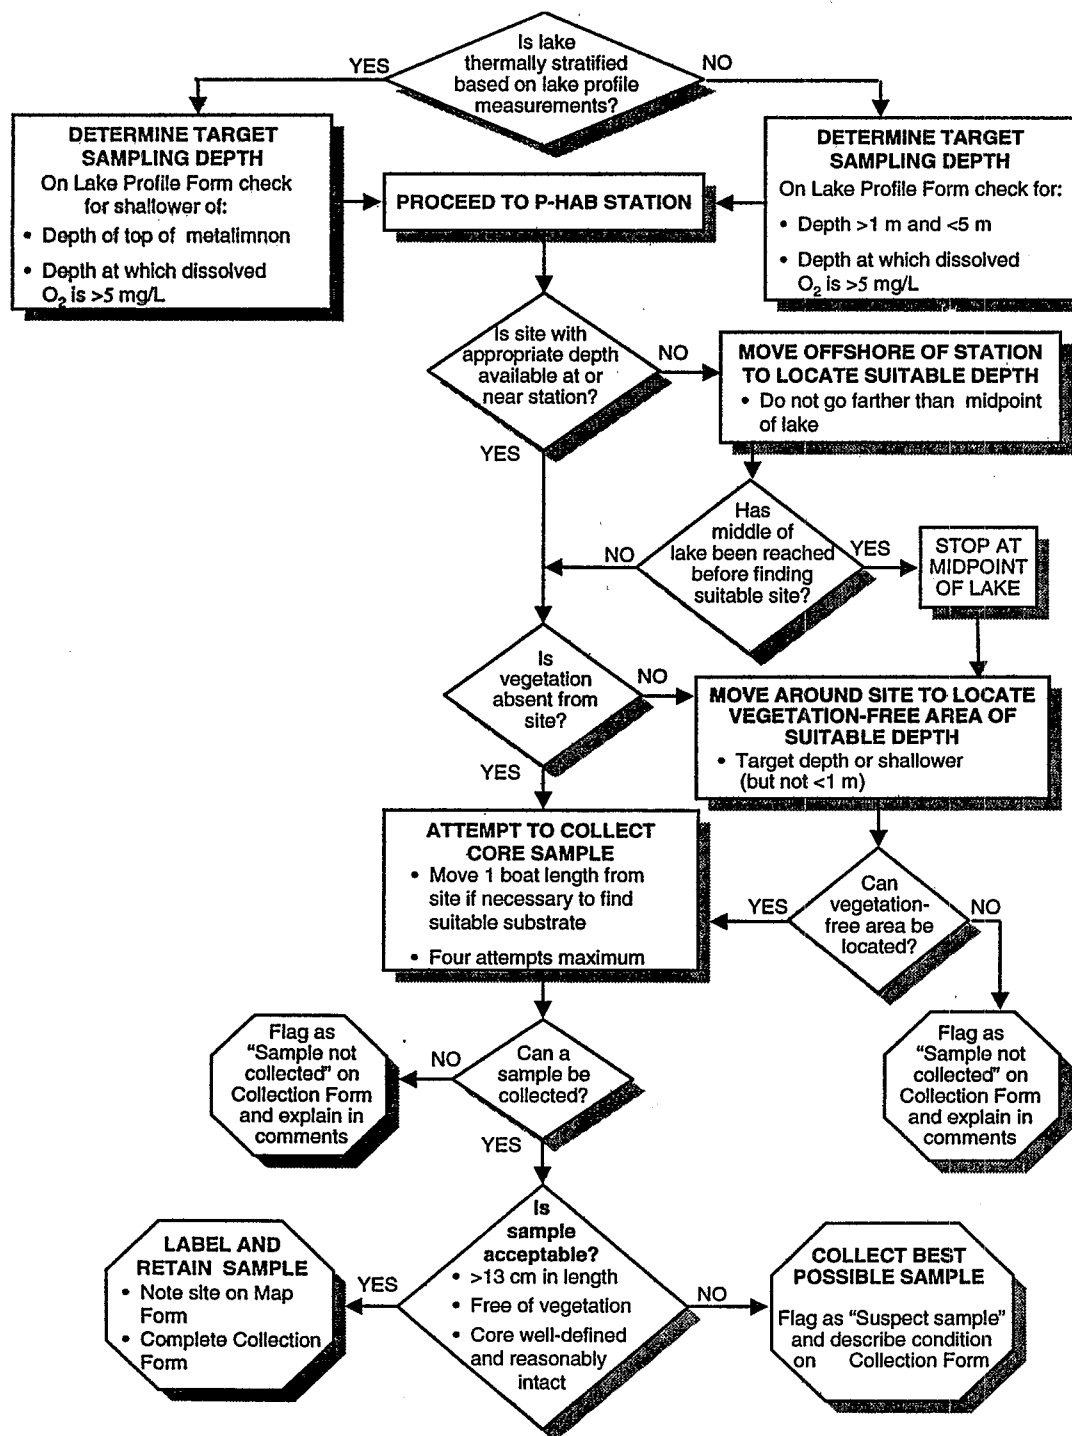 Is lake
thermally stratified
based on lake profile
measurements?
YES
NO
DETERMINE TARGET
SAMPLING DEPTH
On Lake Profile Form check
for shallower of:
• Depth of top of metalimnon
• Depth at which dissolved
O2 is >5 mg/L
PROCEED TO P-HAB STATION
DETERMINE TARGET
SAMPLING DEPTH
On Lake Profile Form check for:
• Depth >1 m and <5 m
• Depth at which dissolved
O2 is >5 mg/L
Is site with
appropriate depth
available at or
near station?
NO
YES
MOVE OFFSHORE OF STATION
TO LOCATE SUITABLE DEPTH
• Do not go farther than midpoint
of lake
Has
middle of
lake been reached
before finding
suitable site?
NO
YES
STOP AT
MIDPOINT
OF LAKE
Is
vegetation
absent from
site?
NO
YES
MOVE AROUND SITE TO LOCATE
VEGETATION-FREE AREA OF
SUITABLE DEPTH
• Target depth or shallower
(but not <1 m)
ATTEMPT TO COLLECT
CORE SAMPLE
• Move 1 boat length from
site if necessary to find
suitable substrate
• Four attempts maximum
Can
vegetation-
free area be
located?
YES
NO
Flag as
“Sample not
collected” on
Collection Form
and explain in
comments
NO
Can a
sample be
collected?
YES
Flag as
“Sample not
collected” on
Collection Form
and explain in
comments
Is
sample
acceptable?
• >13 cm in length
• Free of vegetation
• Core well-defined
and reasonably
intact
YES
NO
LABEL AND
RETAIN SAMPLE
• Note site on Map
Form
• Complete Collection
Form
COLLECT BEST
POSSIBLE SAMPLE
Flag as “Suspect sample”
and describe condition
on Collection Form